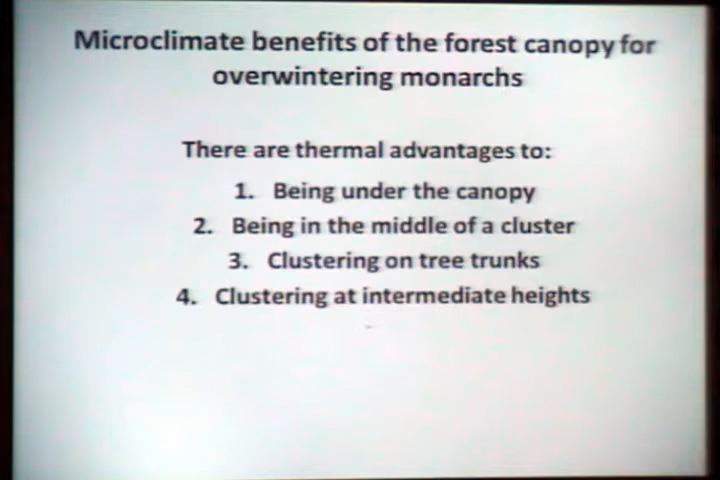 Microclimate benefits of the forest canopy for
overwintering monarchs
There are thermal advantages to:
1. Being under the canopy
2. Being in the middle of a cluster
3. Clustering on tree trunks
4. Clustering at intermediate heights